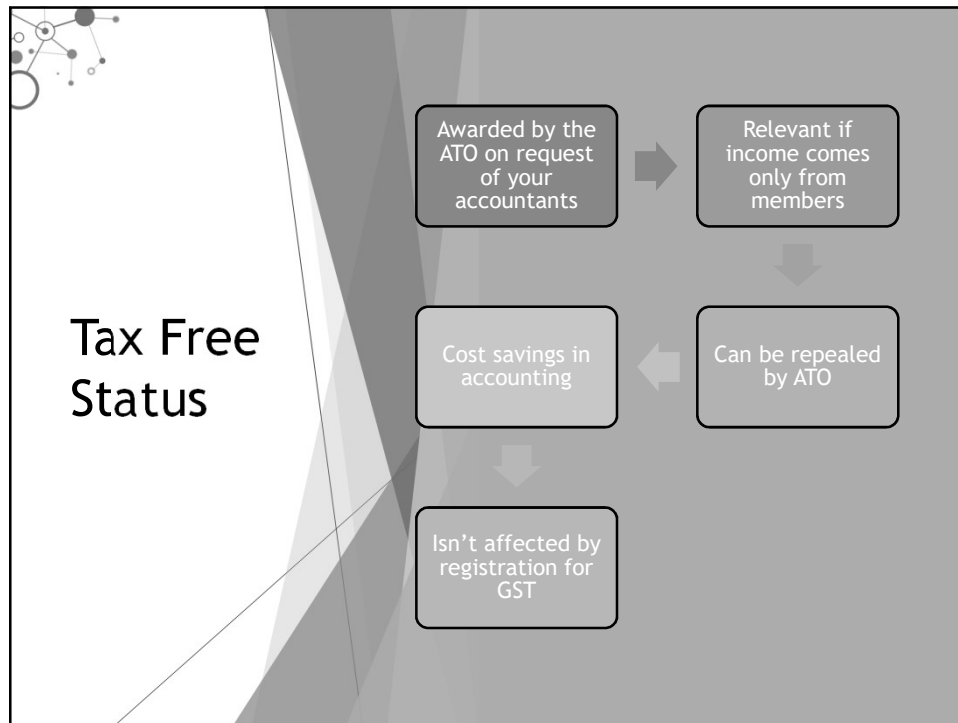 Tax Free
Status
Awarded by the
ATO on request
of your
accountants
Relevant if
income comes
only from
members
Can be repealed
by ATO
Cost savings in
accounting
Isn't affected by
registration for
GST